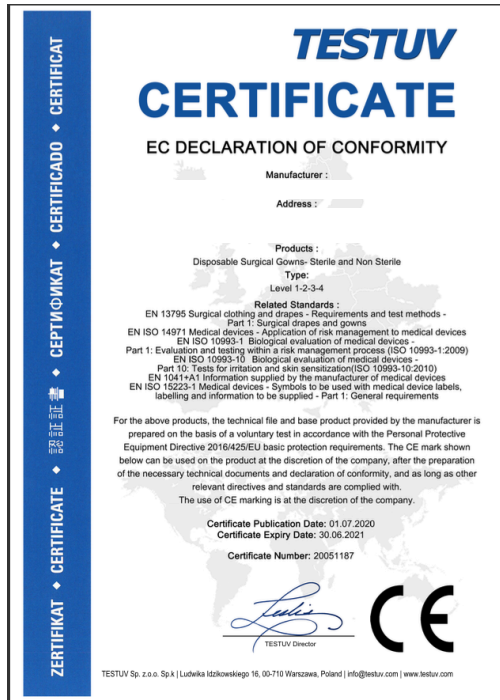 TESTUV
CERTIFICATE
EC DECLARATION OF CONFORMITY
Manufacturer :
Address :
Products :
Disposable Surgical Gowns- Sterile and Non Sterile
Type:
Level 1-2-3-4
Related Standards :
EN 13795 Surgical clothing and drapes - Requirements and test methods -
Part 1: Surgical drapes and gowns
EN ISO 14971 Medical devices - Application of risk management to medical devices
EN ISO 10993-1 Biological evaluation of medical devices -
Part 1: Evaluation and testing within a risk management process (ISO 10993-1:2009)
EN ISO 10993-10 Biological evaluation of medical devices -
Part 10: Tests for irritation and skin sensitization(ISO 10993-10:2010)
EN 1041+A1 Information supplied by the manufacturer of medical devices
EN ISO 15223-1 Medical devices - Symbols to be used with medical device labels,
labelling and information to be supplied - Part 1: General requirements
For the above products, the technical file and base product provided by the manufacturer is
prepared on the basis of a voluntary test in accordance with the Personal Protective
Equipment Directive 2016/425/EU basic protection requirements. The CE mark shown
below can be used on the product at the discretion of the company, after the preparation
of the necessary technical documents and declaration of conformity, and as long as other
relevant directives and standards are complied with.
The use of CE marking is at the discretion of the company.
Certificate Publication Date: 01.07.2020
Certificate Expiry Date: 30.06.2021
Certificate Number: 20051187
TESTUV Director
CE
TESTUV Sp. z.o.o. Sp.k | Ludwika Idzikowskiego 16, 00-710 Warszawa, Poland | info@testuv.com | www.testuv.com
ZERTIFIKAT ◆ CERTIFICATE ◆ 認証証書 ◆ СЕРТИФИКАТ ◆ CERTIFICADO ◆ CERTIFICAT